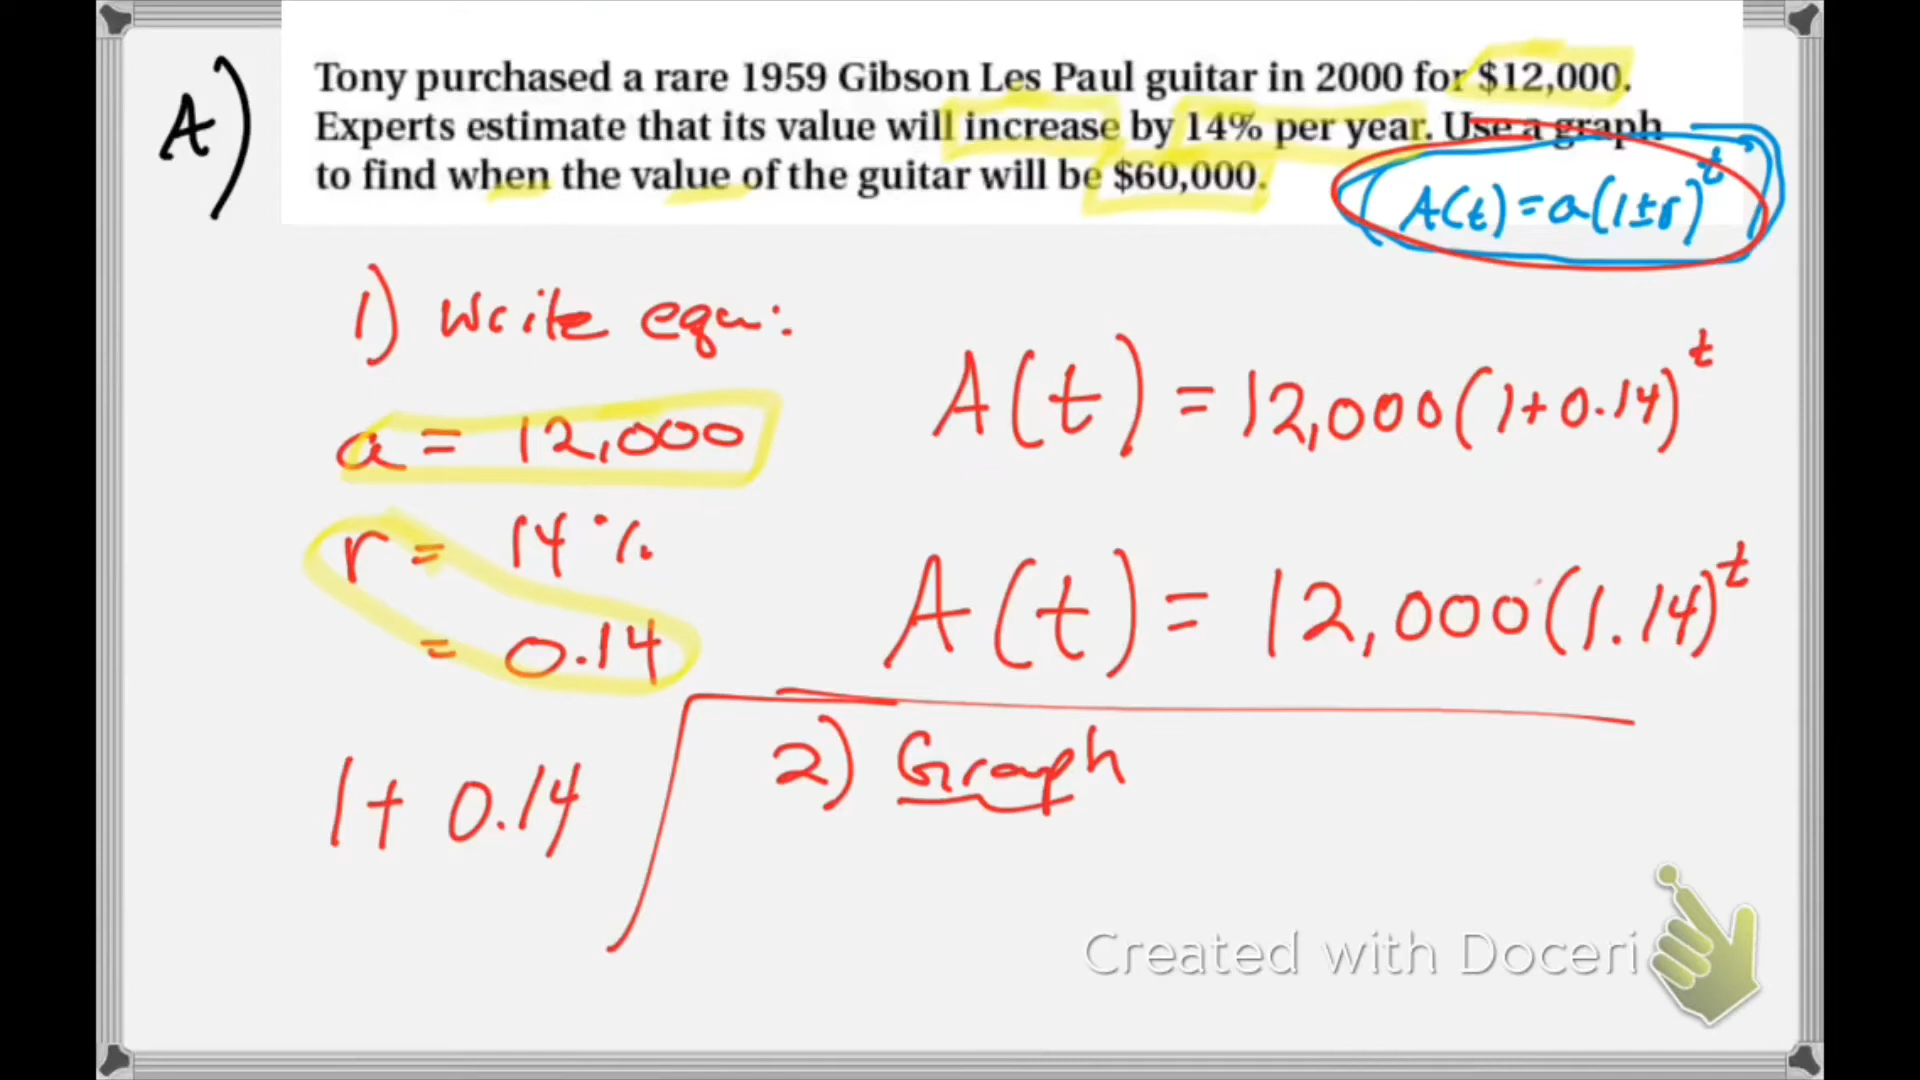 A)
Tony purchased a rare 1959 Gibson Les Paul guitar in 2000 for $12,000.
Experts estimate that its value will increase by 14% per year. Use a graph
to find when the value of the guitar will be $60,000.
A(t) = a(1±r)^t
1) Write equ:
A(t) = 12,000(1+0.14)^t
a = 12,000
r = 14%
= 0.14
A(t) = 12,000(1.14)^t
1 + 0.14
2) Graph
Created with Doceri